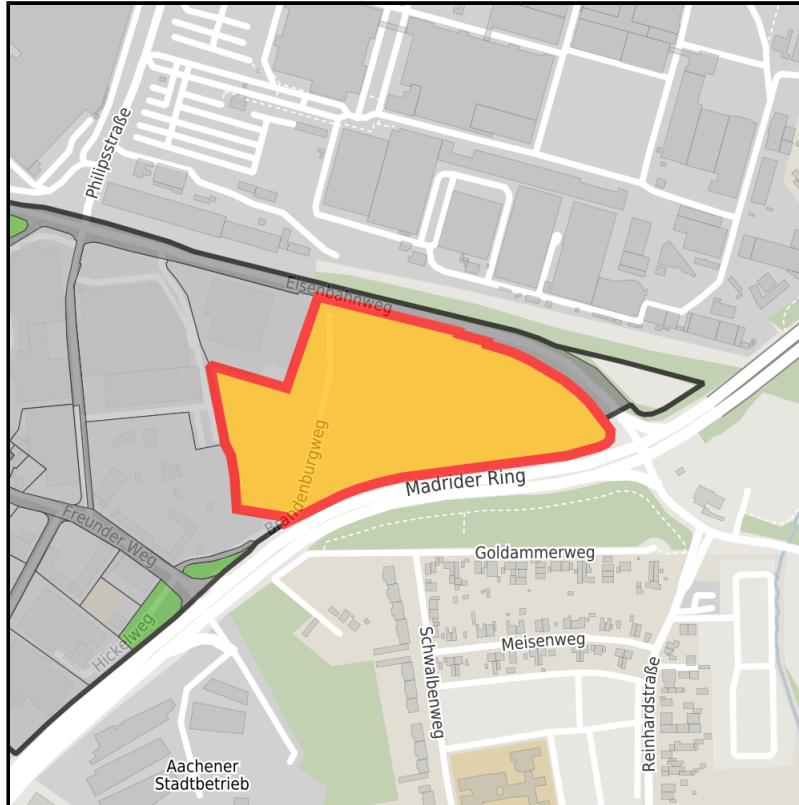 Philipsstraße
Eisenbahnweg
Brandenburgweg
Madrider Ring
Freunder Weg
Goldammerweg
Hickelweg
Schwalbenweg
Meisenweg
Reinhardstraße
Aachener
Stadtbetrieb